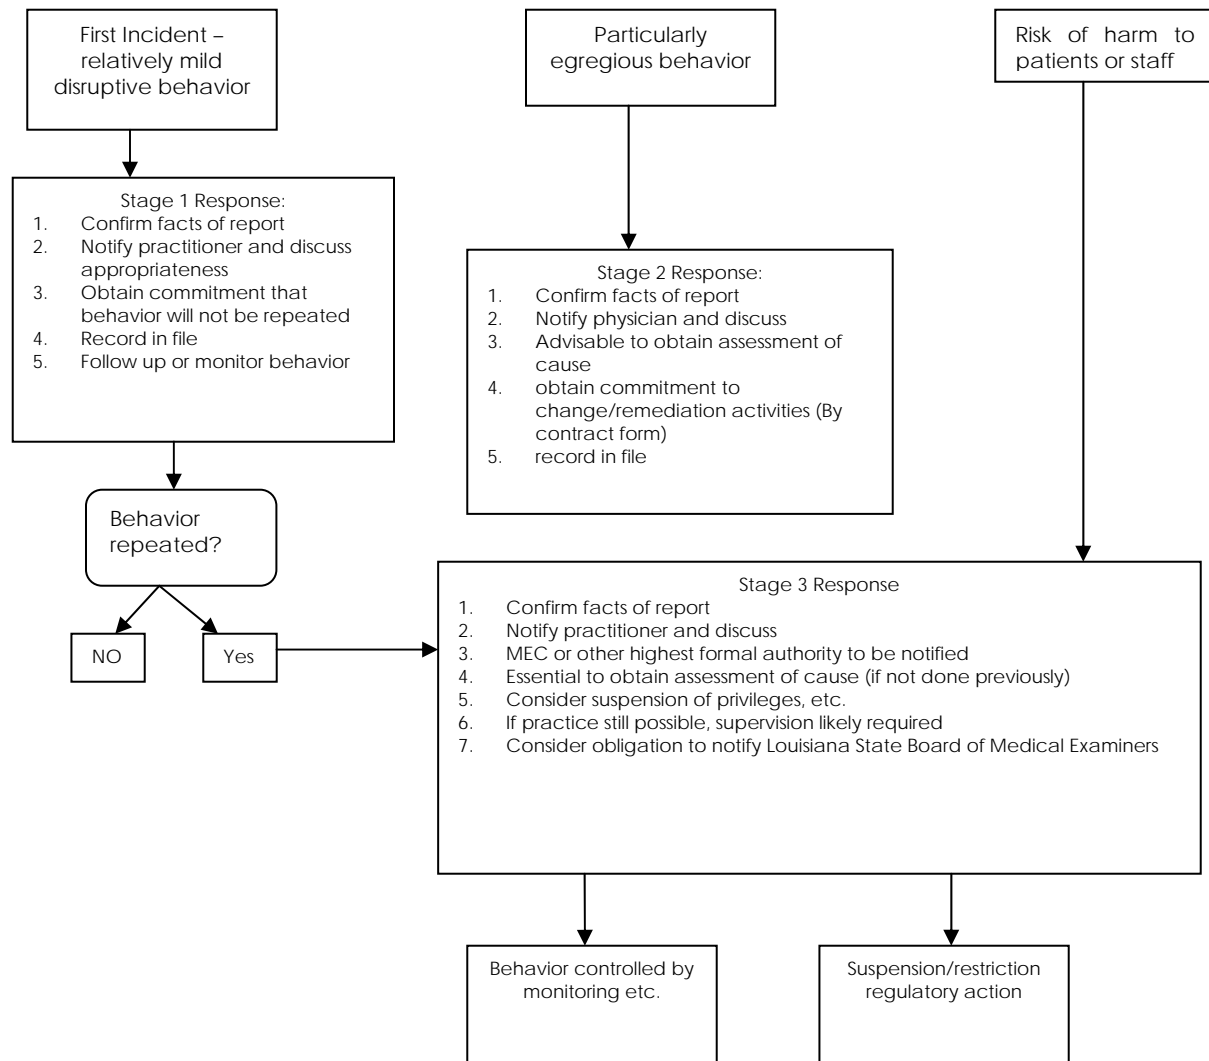 First Incident –
relatively mild
disruptive behavior
Particularly
egregious behavior
Risk of harm to
patients or staff
Stage 1 Response:
1. Confirm facts of report
2. Notify practitioner and discuss
appropriateness
3. Obtain commitment that
behavior will not be repeated
4. Record in file
5. Follow up or monitor behavior
Stage 2 Response:
1. Confirm facts of report
2. Notify physician and discuss
3. Advisable to obtain assessment of
cause
4. obtain commitment to
change/remediation activities (By
contract form)
5. record in file
Behavior
repeated?
NO
Yes
Stage 3 Response
1. Confirm facts of report
2. Notify practitioner and discuss
3. MEC or other highest formal authority to be notified
4. Essential to obtain assessment of cause (if not done previously)
5. Consider suspension of privileges, etc.
6. If practice still possible, supervision likely required
7. Consider obligation to notify Louisiana State Board of Medical Examiners
Behavior controlled by
monitoring etc.
Suspension/restriction
regulatory action